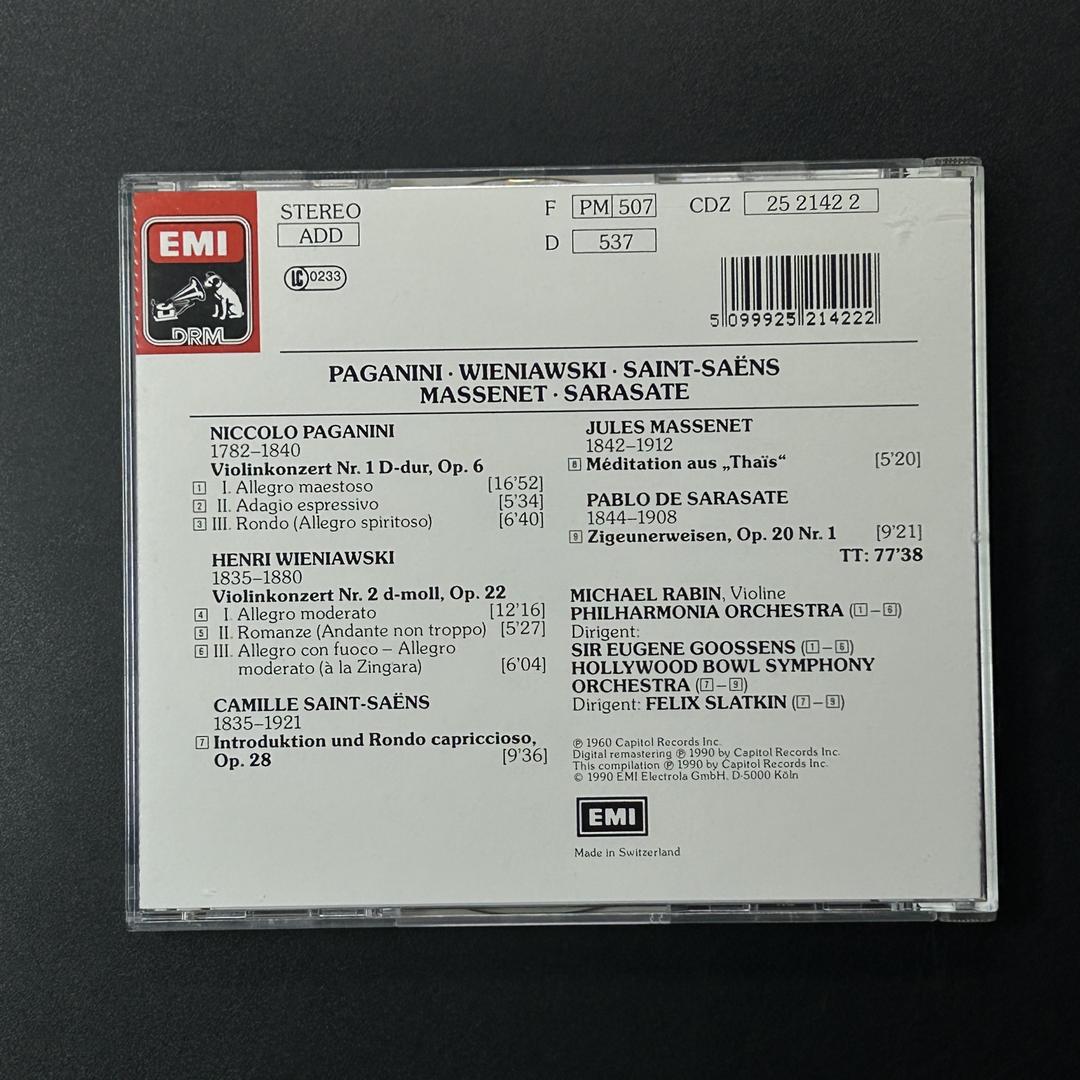 EMI
DRM
STEREO
ADD
LC 0233
F PM 507
D 537
CDZ 25 2142 2
5 099925 214222
PAGANINI · WIENIAWSKI · SAINT-SAËNS
MASSENET · SARASATE
NICCOLO PAGANINI
1782–1840
Violinkonzert Nr. 1 D-dur, Op. 6
1 I. Allegro maestoso [16'52]
2 II. Adagio espressivo [5'34]
3 III. Rondo (Allegro spiritoso) [6'40]
HENRI WIENIAWSKI
1835–1880
Violinkonzert Nr. 2 d-moll, Op. 22
4 I. Allegro moderato [12'16]
5 II. Romanze (Andante non troppo) [5'27]
6 III. Allegro con fuoco – Allegro
moderato (à la Zingara) [6'04]
CAMILLE SAINT-SAËNS
1835–1921
7 Introduktion und Rondo capriccioso,
Op. 28 [9'36]
JULES MASSENET
1842–1912
8 Méditation aus „Thaïs“ [5'20]
PABLO DE SARASATE
1844–1908
9 Zigeunerweisen, Op. 20 Nr. 1 [9'21]
TT: 77'38
MICHAEL RABIN, Violine
PHILHARMONIA ORCHESTRA (1–6)
Dirigent:
SIR EUGENE GOOSSENS (1–6)
HOLLYWOOD BOWL SYMPHONY
ORCHESTRA (7–9)
Dirigent: FELIX SLATKIN (7–9)
℗ 1960 Capitol Records Inc.
Digital remastering ℗ 1990 by Capitol Records Inc.
This compilation ℗ 1990 by Capitol Records Inc.
© 1990 EMI Electrola GmbH, D-5000 Köln
EMI
Made in Switzerland